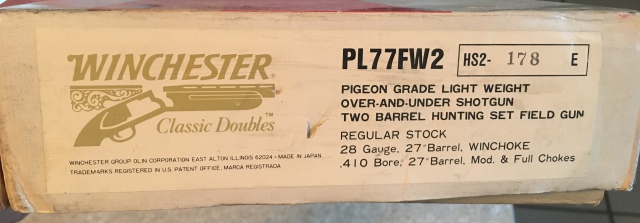 WINCHESTER®
Classic Doubles™
WINCHESTER GROUP OLIN CORPORATION EAST ALTON ILLINOIS 62024 • MADE IN JAPAN
TRADEMARKS REGISTERED IN U.S. PATENT OFFICE, MARCA REGISTRADA
PL77FW2 HS2- 178 E
PIGEON GRADE LIGHT WEIGHT
OVER-AND-UNDER SHOTGUN
TWO BARREL HUNTING SET FIELD GUN
REGULAR STOCK
28 Gauge, 27" Barrel, WINCHOKE
.410 Bore, 27" Barrel, Mod. & Full Chokes